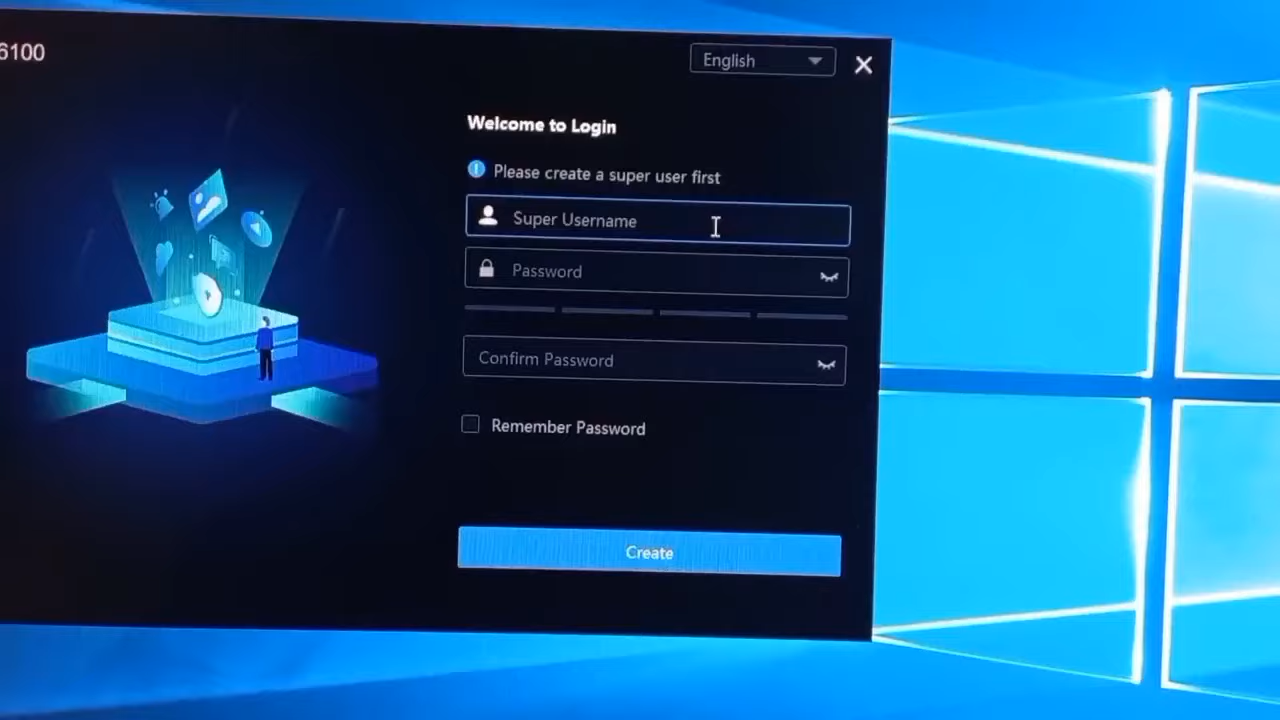 6100
English
Welcome to Login
Please create a super user first
Super Username
Password
Confirm Password
Remember Password
Create